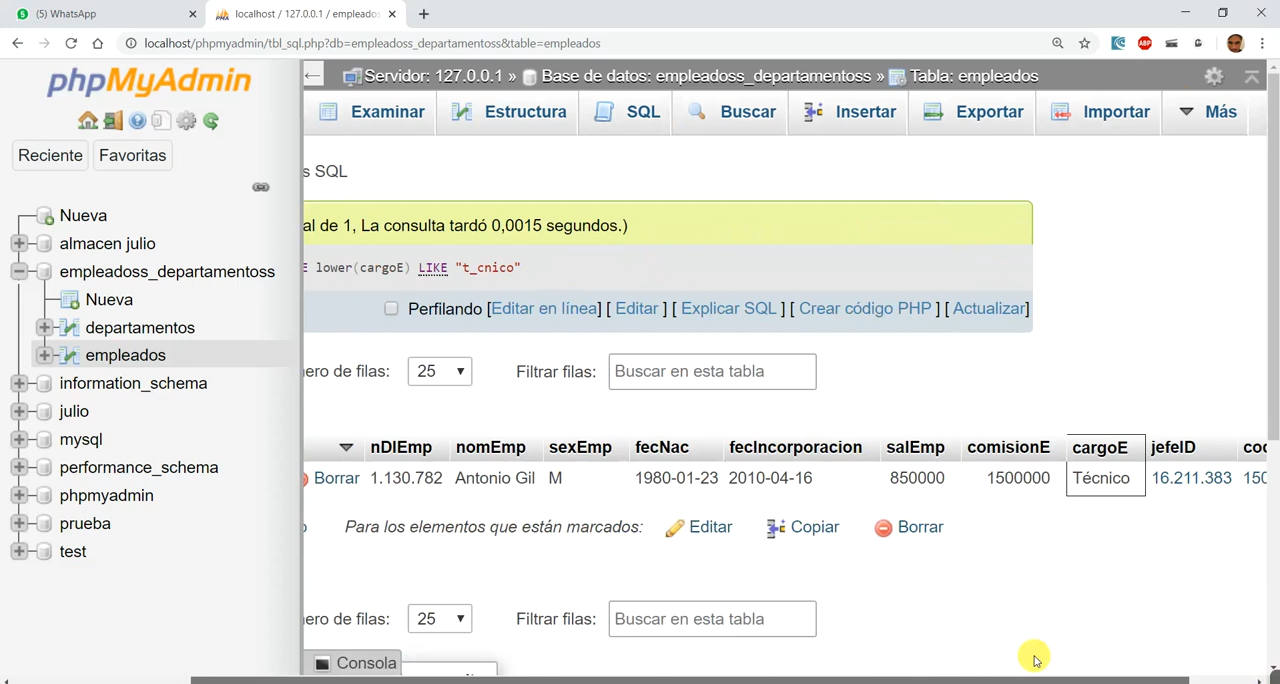 (5) WhatsApp
localhost / 127.0.0.1 / empleados
localhost/phpmyadmin/tbl_sql.php?db=empleadoss_departamentoss&table=empleados
ABP
phpMyAdmin
Reciente
Favoritas
Nueva
almacen julio
empleadoss_departamentoss
Nueva
departamentos
empleados
information_schema
julio
mysql
performance_schema
phpmyadmin
prueba
test
Servidor: 127.0.0.1 » Base de datos: empleadoss_departamentoss » Tabla: empleados
Examinar Estructura SQL Buscar Insertar Exportar Importar Más
s SQL
al de 1, La consulta tardó 0,0015 segundos.)
E lower(cargoE) LIKE "t_cnico"
Perfilando [Editar en línea] [ Editar ] [ Explicar SQL ] [ Crear código PHP ] [ Actualizar]
ero de filas: 25 Filtrar filas: Buscar en esta tabla
nDIEmp nomEmp sexEmp fecNac fecIncorporacion salEmp comisionE cargoE jefeID coc
Borrar 1.130.782 Antonio Gil M 1980-01-23 2010-04-16 850000 1500000 Técnico 16.211.383 150
Para los elementos que están marcados: Editar Copiar Borrar
ero de filas: 25 Filtrar filas: Buscar en esta tabla
Consola